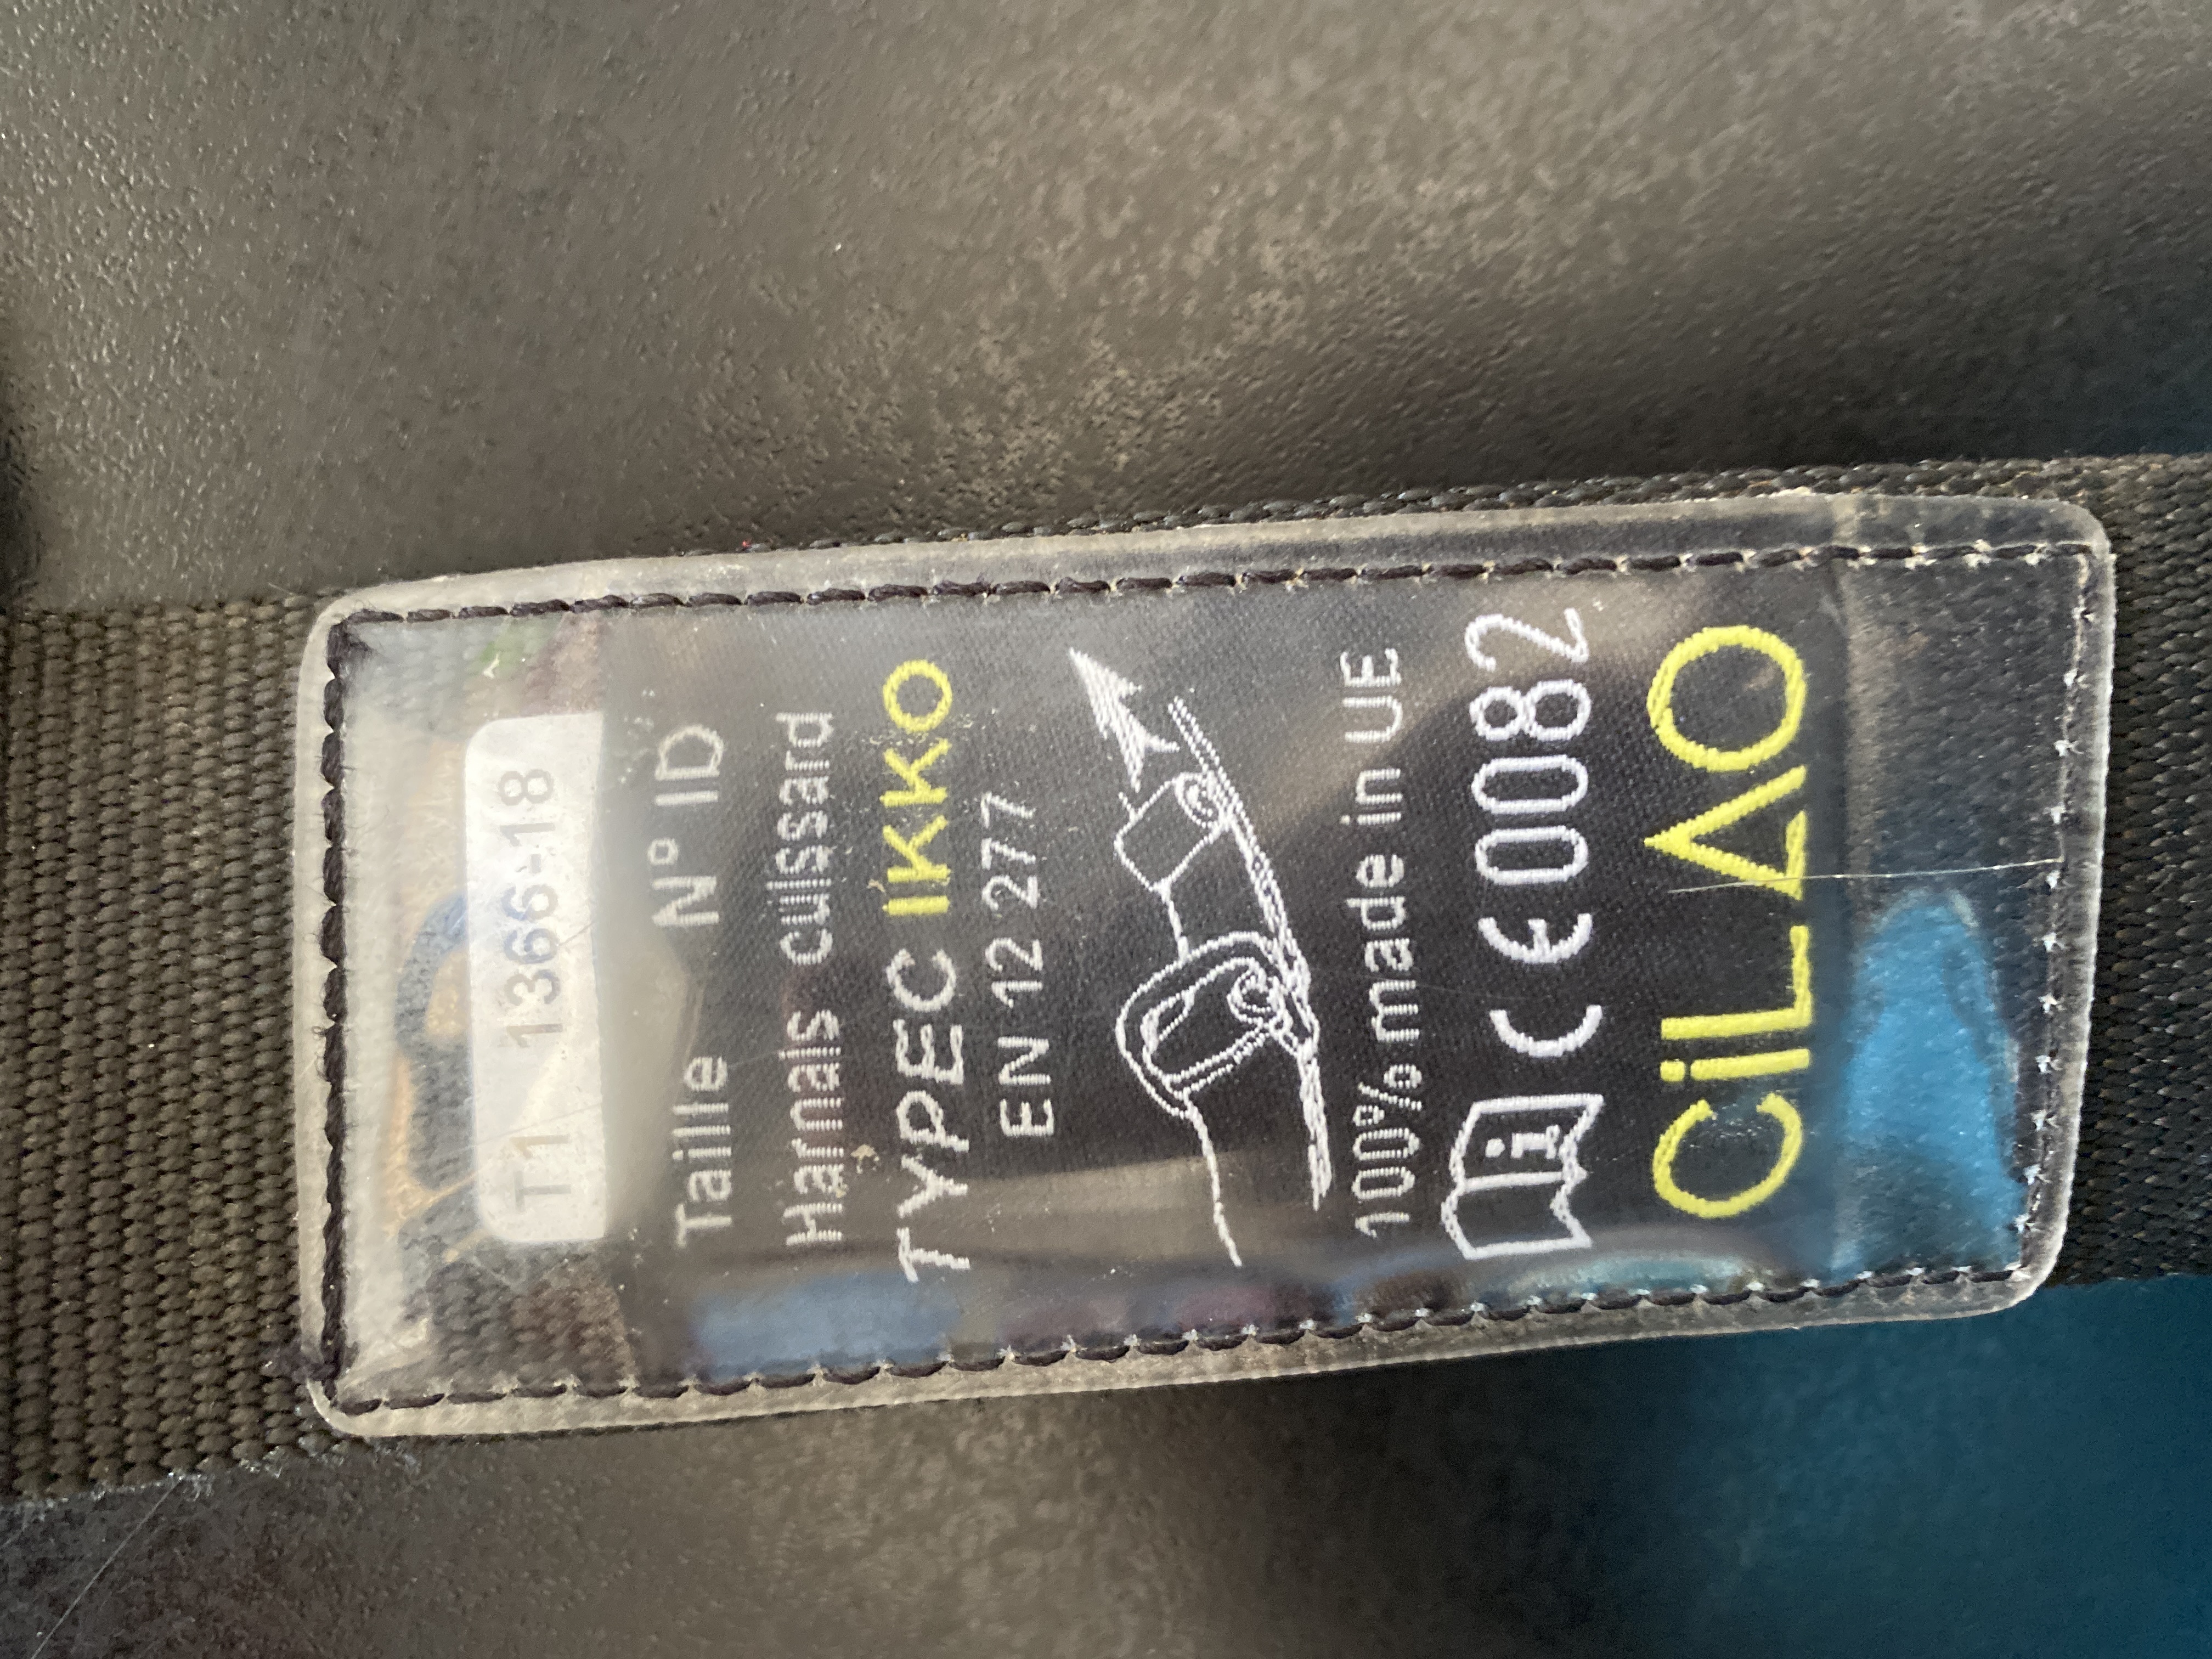 T1 1366-18
Taille N° ID
Harnais cuissard
TYPEC IKKO
EN 12 277
100% made in UE
i CE 0082
CiLAO